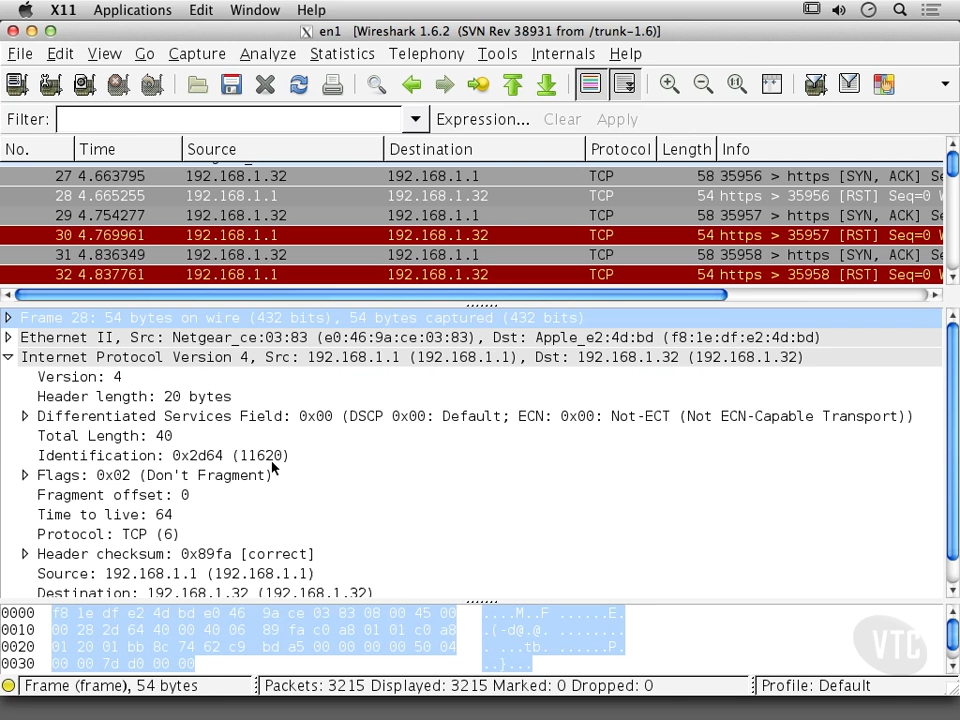 X11 Applications Edit Window Help
X en1 [Wireshark 1.6.2 (SVN Rev 38931 from /trunk-1.6)]
File Edit View Go Capture Analyze Statistics Telephony Tools Internals Help
Filter: Expression... Clear Apply
No. Time Source Destination Protocol Length Info
27 4.663795 192.168.1.32 192.168.1.1 TCP 58 35956 > https [SYN, ACK] Se
28 4.665255 192.168.1.1 192.168.1.32 TCP 54 https > 35956 [RST] Seq=0 W
29 4.754277 192.168.1.32 192.168.1.1 TCP 58 35957 > https [SYN, ACK] Se
30 4.769961 192.168.1.1 192.168.1.32 TCP 54 https > 35957 [RST] Seq=0 W
31 4.836349 192.168.1.32 192.168.1.1 TCP 58 35958 > https [SYN, ACK] Se
32 4.837761 192.168.1.1 192.168.1.32 TCP 54 https > 35958 [RST] Seq=0 W
Frame 28: 54 bytes on wire (432 bits), 54 bytes captured (432 bits)
Ethernet II, Src: Netgear_ce:03:83 (e0:46:9a:ce:03:83), Dst: Apple_e2:4d:bd (f8:1e:df:e2:4d:bd)
Internet Protocol Version 4, Src: 192.168.1.1 (192.168.1.1), Dst: 192.168.1.32 (192.168.1.32)
Version: 4
Header length: 20 bytes
Differentiated Services Field: 0x00 (DSCP 0x00: Default; ECN: 0x00: Not-ECT (Not ECN-Capable Transport))
Total Length: 40
Identification: 0x2d64 (11620)
Flags: 0x02 (Don't Fragment)
Fragment offset: 0
Time to live: 64
Protocol: TCP (6)
Header checksum: 0x89fa [correct]
Source: 192.168.1.1 (192.168.1.1)
Destination: 192.168.1.32 (192.168.1.32)
0000 f8 1e df e2 4d bd e0 46 9a ce 03 83 08 00 45 00 ....M..F ......E.
0010 00 28 2d 64 40 00 40 06 89 fa c0 a8 01 01 c0 a8 .(-d@.@. ........
0020 01 20 01 bb 8c 74 62 c9 bd a5 00 00 00 00 50 04 . ...tb. ......P.
0030 00 00 7d d0 00 00 ..}...
Frame (frame), 54 bytes Packets: 3215 Displayed: 3215 Marked: 0 Dropped: 0 Profile: Default
VTC